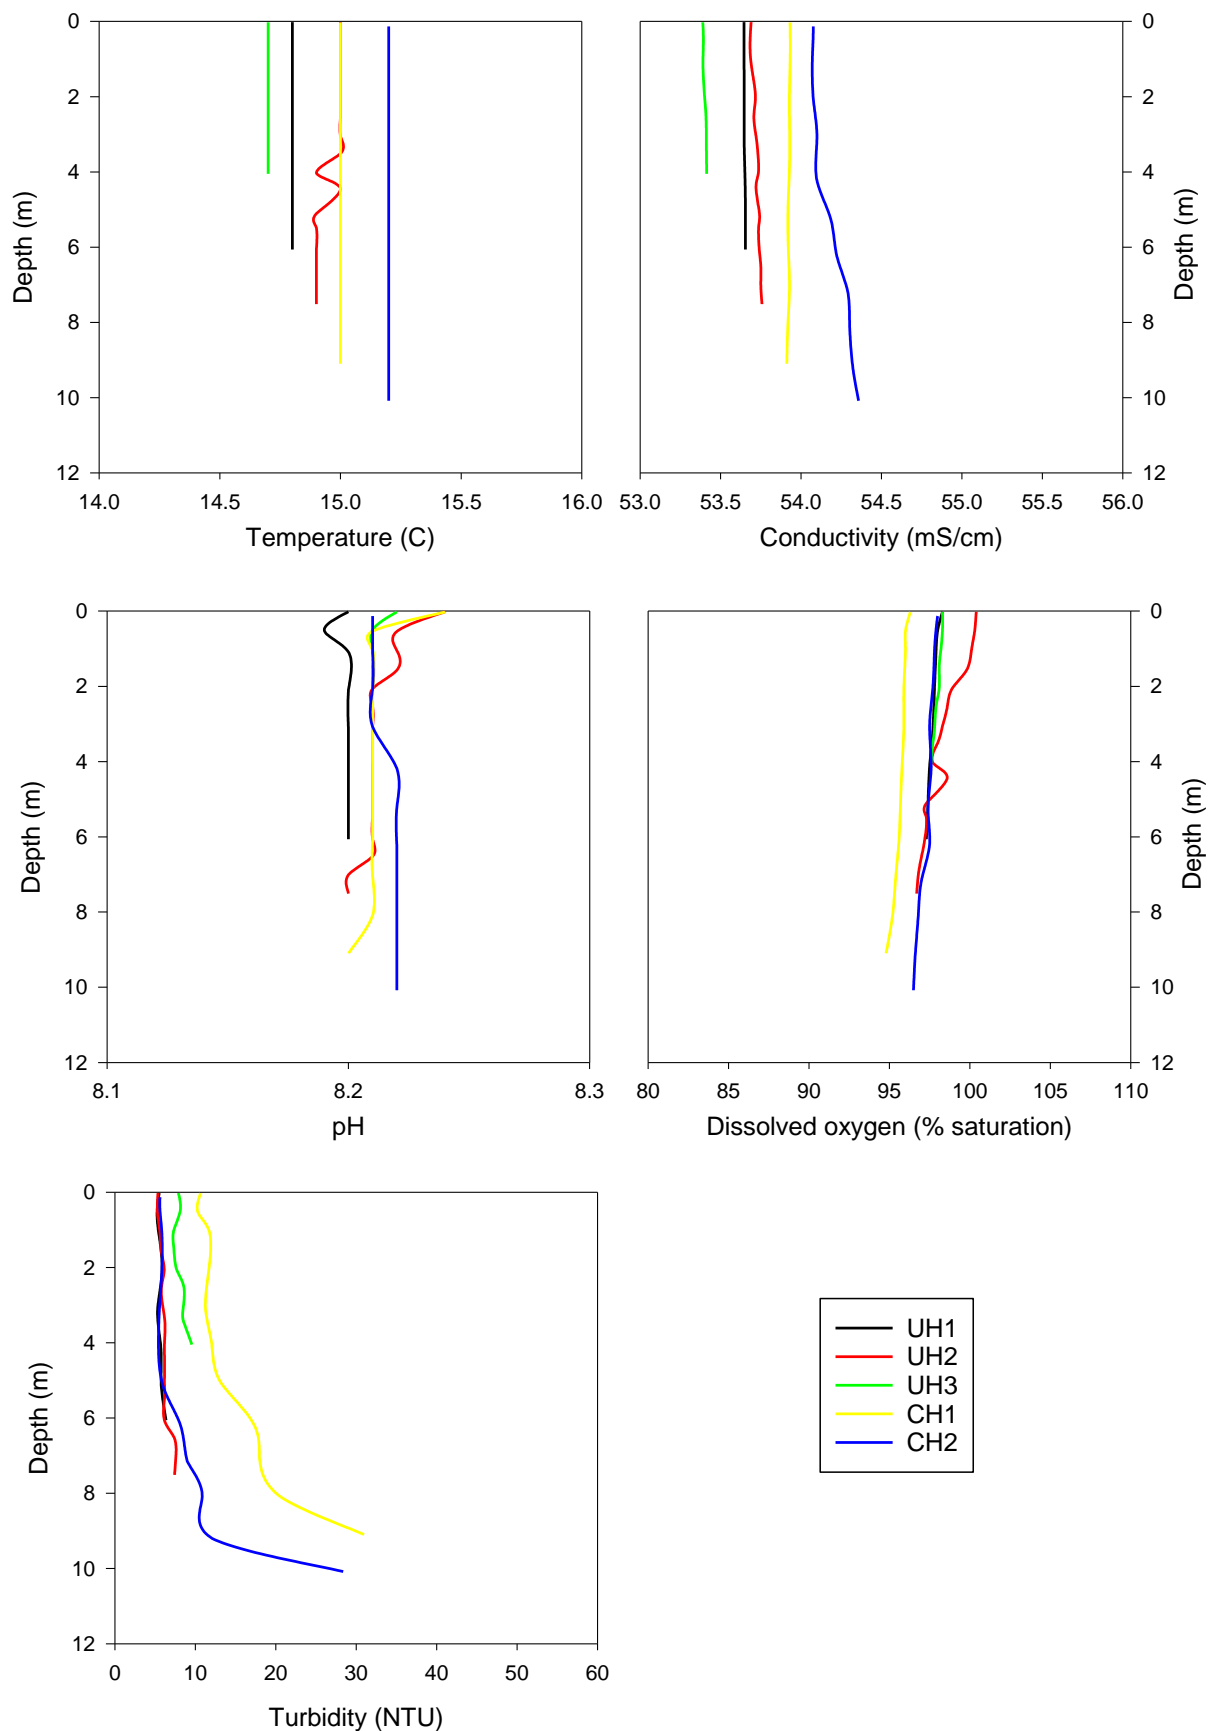 0
2
4
6
8
10
12
Depth (m)
14.0 14.5 15.0 15.5 16.0
Temperature (C)
0
2
4
6
8
10
12
Depth (m)
53.0 53.5 54.0 54.5 55.0 55.5 56.0
Conductivity (mS/cm)
0
2
4
6
8
10
12
Depth (m)
8.1 8.2 8.3
pH
0
2
4
6
8
10
12
Depth (m)
80 85 90 95 100 105 110
Dissolved oxygen (% saturation)
0
2
4
6
8
10
12
Depth (m)
0 10 20 30 40 50 60
Turbidity (NTU)
UH1
UH2
UH3
CH1
CH2